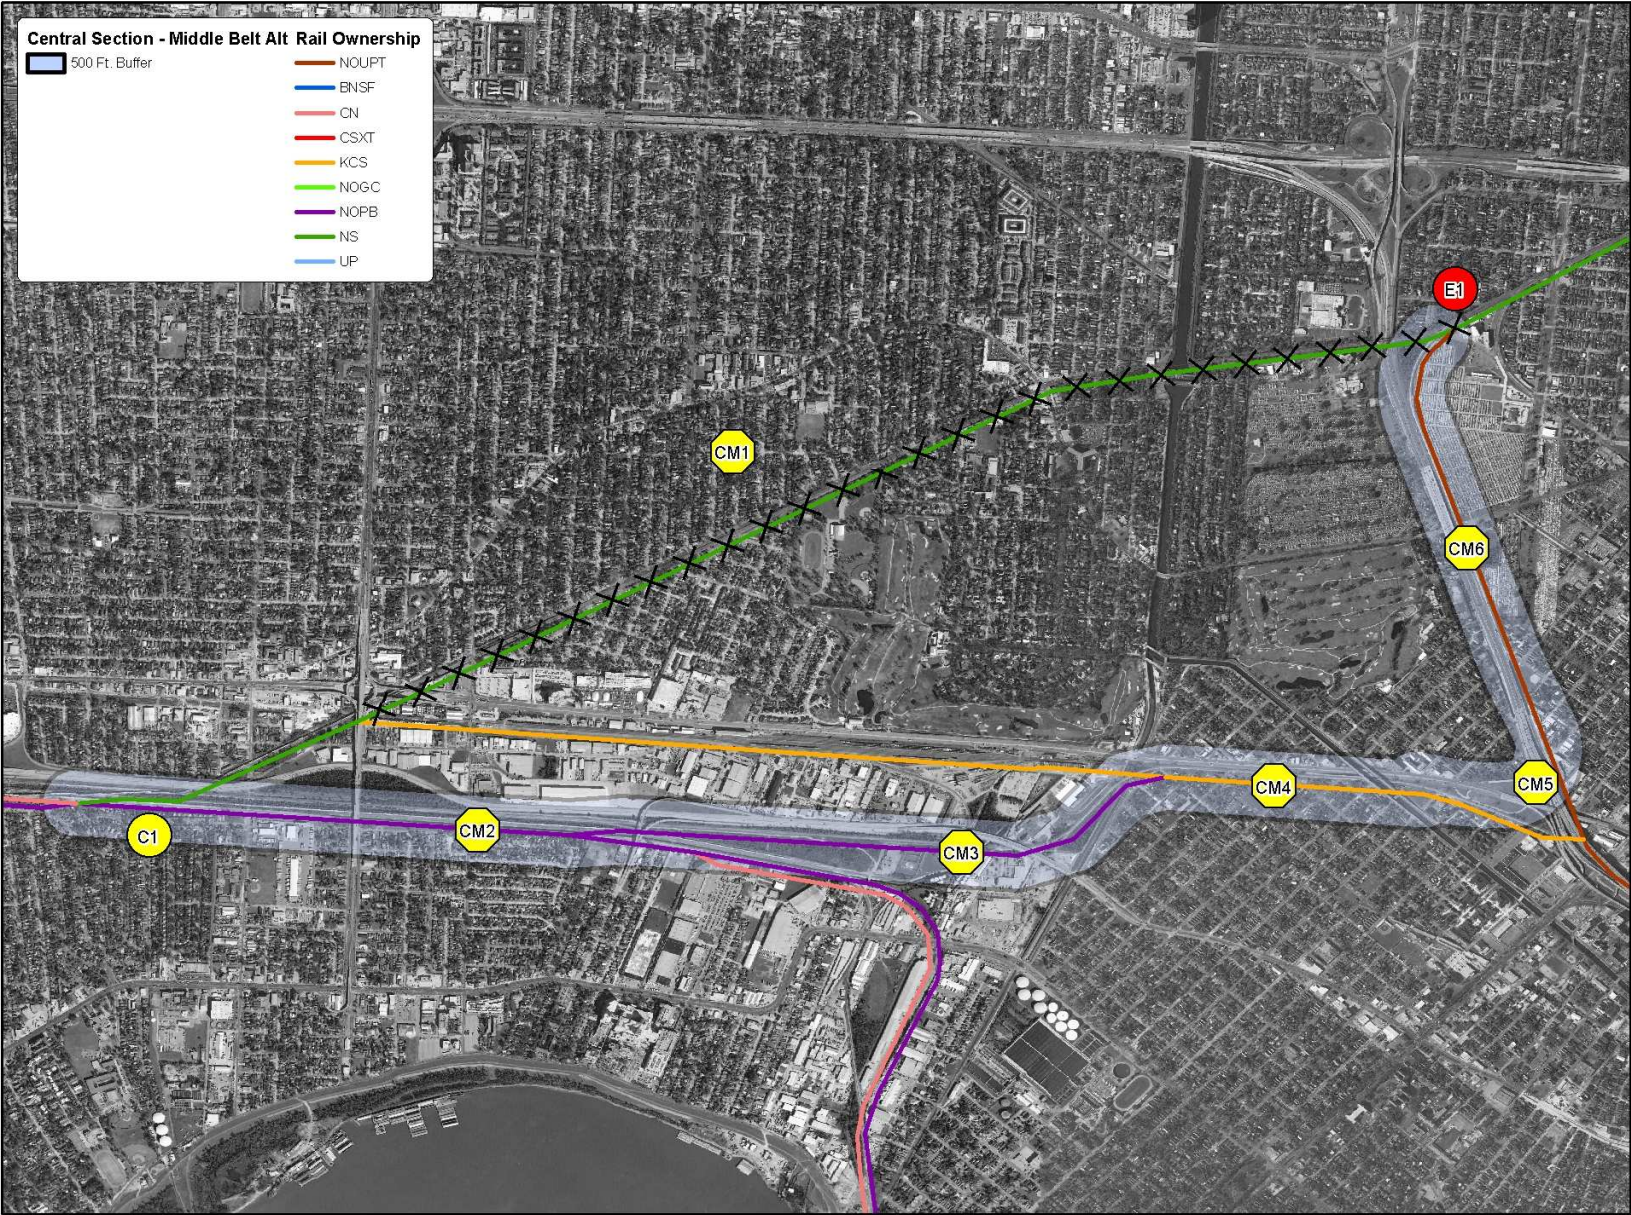 Central Section - Middle Belt Alt Rail Ownership
500 Ft. Buffer
NOUPT
BNSF
CN
CSXT
KCS
NOGC
NOPB
NS
UP
E1
CM1
CM6
CM5
CM4
C1
CM2
CM3